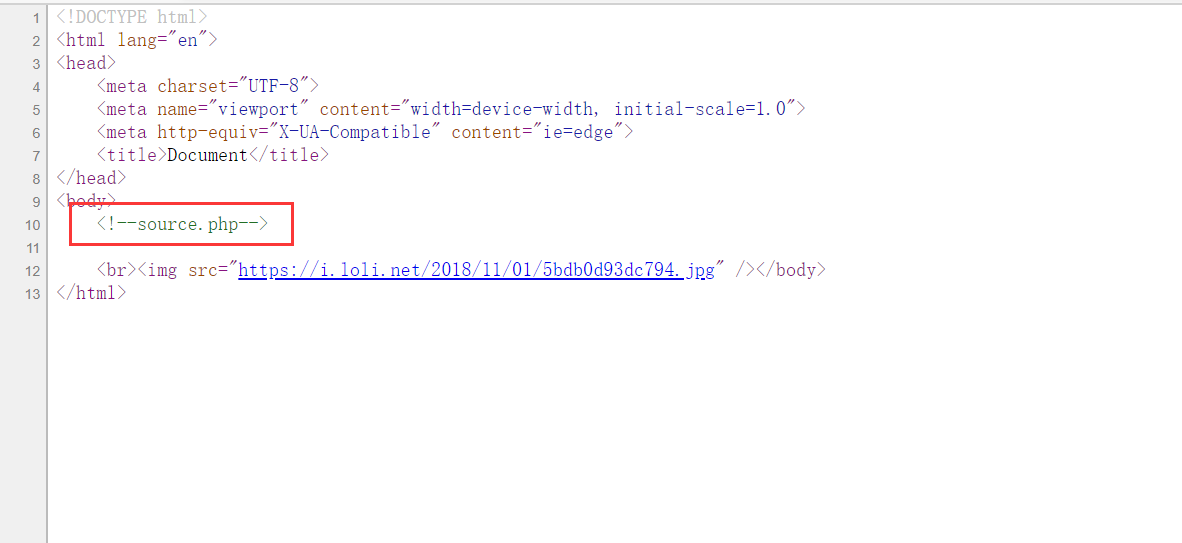 1 <!DOCTYPE html>
2 <html lang="en">
3 <head>
4 <meta charset="UTF-8">
5 <meta name="viewport" content="width=device-width, initial-scale=1.0">
6 <meta http-equiv="X-UA-Compatible" content="ie=edge">
7 <title>Document</title>
8 </head>
9 <body>
10 <!--source.php-->
11
12 <br><img src="https://i.loli.net/2018/11/01/5bdb0d93dc794.jpg" /></body>
13 </html>